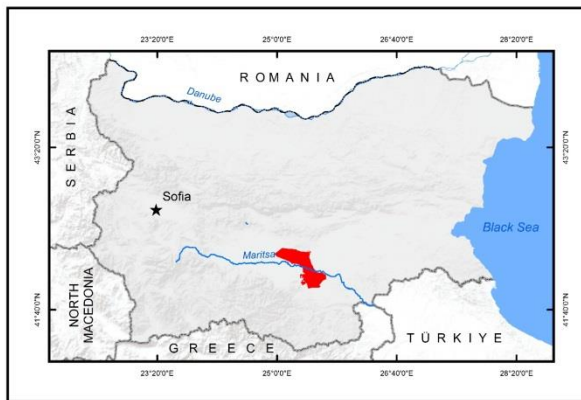 23°20'0"E 25°0'0"E 26°40'0"E 28°20'0"E
ROMANIA
Danube
SERBIA
43°20'0"N
43°20'0"N
Sofia
Black Sea
Maritsa
NORTH
MACEDONIA
41°40'0"N
41°40'0"N
TÜRKIYE
GREECE
23°20'0"E 25°0'0"E 26°40'0"E 28°20'0"E